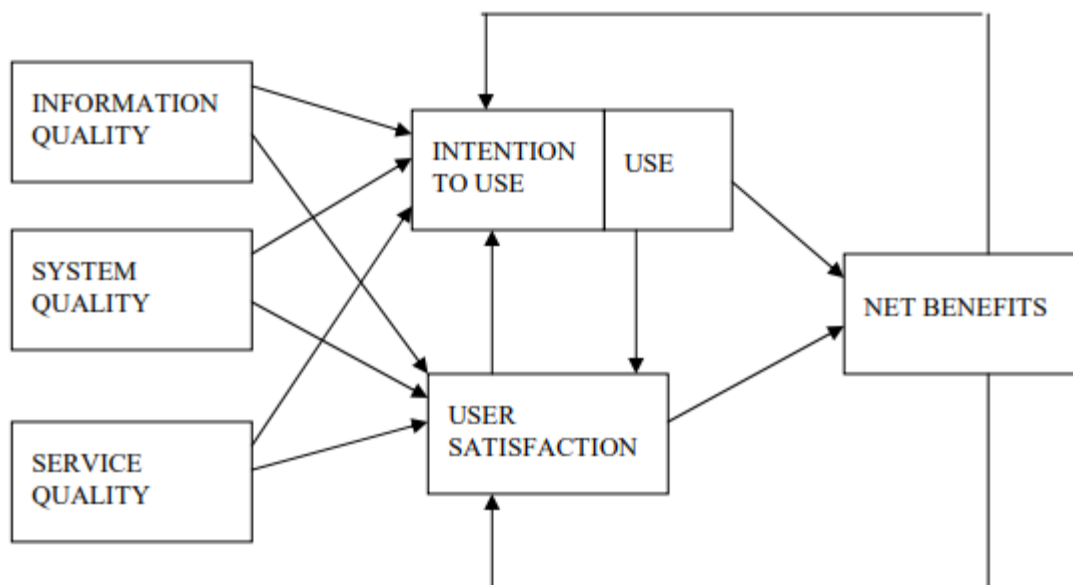 INFORMATION
QUALITY
INTENTION
TO USE
USE
SYSTEM
QUALITY
NET BENEFITS
USER
SATISFACTION
SERVICE
QUALITY